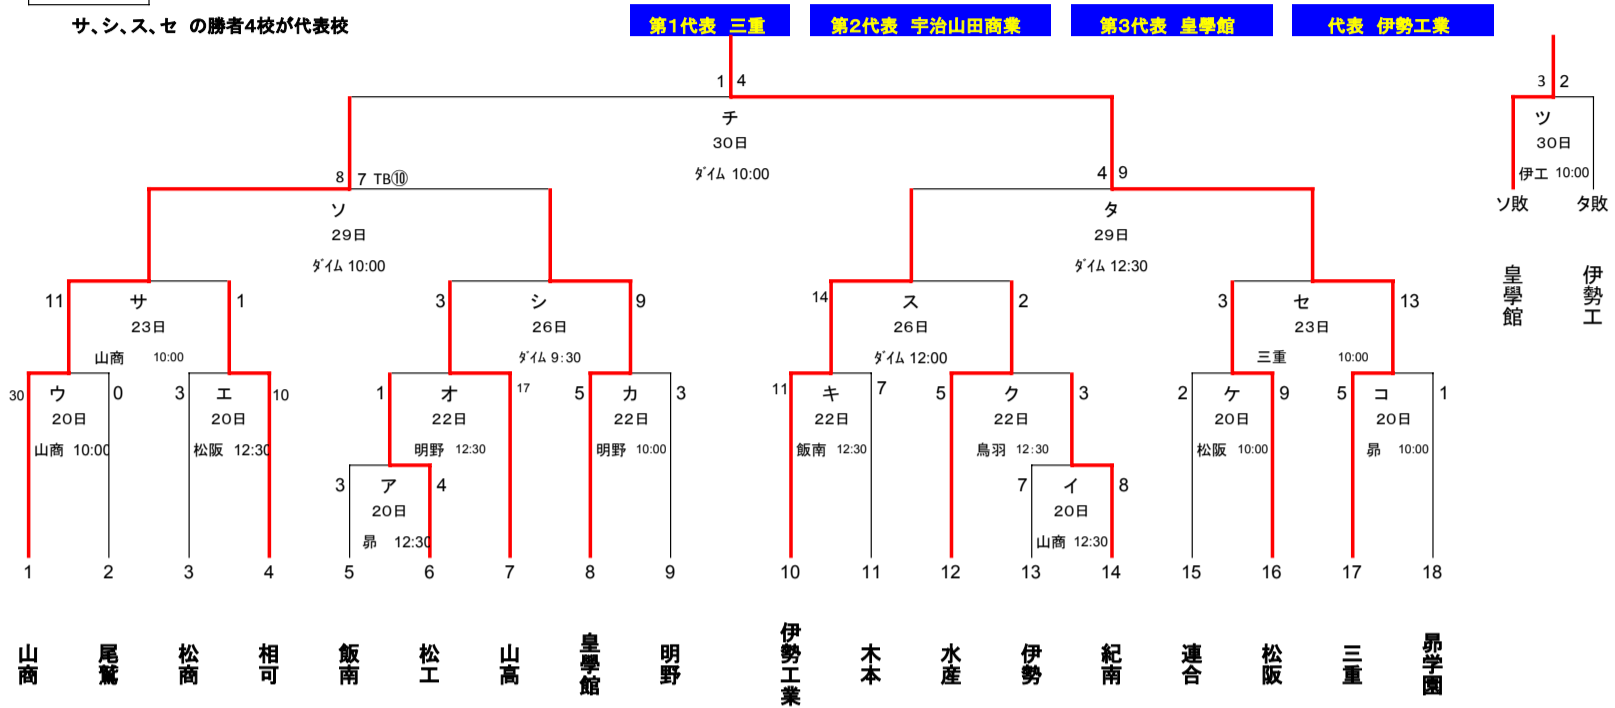 サ、シ、ス、セ の勝者4校が代表校
第1代表 三重
第2代表 宇治山田商業
第3代表 皇學館
代表 伊勢工業
1 4
チ
30日
ﾀﾞｲﾑ 10:00
3 2
ツ
30日
伊工 10:00
ソ敗 タ敗
皇學館
伊勢工
8 7 TB⑩
ソ
29日
ﾀﾞｲﾑ 10:00
4 9
タ
29日
ﾀﾞｲﾑ 12:30
11 サ 1
23日
山商 10:00
3 シ 9
26日
ﾀﾞｲﾑ 9:30
14 ス 2
26日
ﾀﾞｲﾑ 12:00
3 セ 13
23日
三重 10:00
30 ウ 0
20日
山商 10:00
3 エ 10
20日
松阪 12:30
1 オ 17
22日
明野 12:30
5 カ 3
22日
明野 10:00
11 キ 7
22日
飯南 12:30
5 ク 3
22日
鳥羽 12:30
2 ケ 9
20日
松阪 10:00
5 コ 1
20日
昴 10:00
3 ア 4
20日
昴 12:30
7 イ 8
20日
山商 12:30
1 2 3 4 5 6 7 8 9 10 11 12 13 14 15 16 17 18
山商
尾鷲
松商
相可
飯南
松工
山高
皇學館
明野
伊勢工業
木本
水産
伊勢
紀南
連合
松阪
三重
昴学園